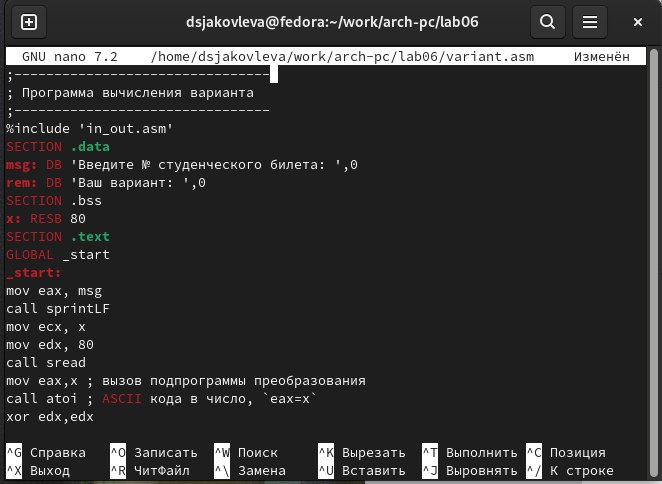 dsjakovleva@fedora:~/work/arch-pc/lab06
GNU nano 7.2 /home/dsjakovleva/work/arch-pc/lab06/variant.asm Изменён
;--------------------------------
; Программа вычисления варианта
;--------------------------------
%include 'in_out.asm'
SECTION .data
msg: DB 'Введите № студенческого билета: ',0
rem: DB 'Ваш вариант: ',0
SECTION .bss
x: RESB 80
SECTION .text
GLOBAL _start
_start:
mov eax, msg
call sprintLF
mov ecx, x
mov edx, 80
call sread
mov eax,x ; вызов подпрограммы преобразования
call atoi ; ASCII кода в число, `eax=x`
xor edx,edx
^G Справка ^O Записать ^W Поиск ^K Вырезать ^T Выполнить ^C Позиция
^X Выход ^R ЧитФайл ^\ Замена ^U Вставить ^J Выровнять ^/ К строке